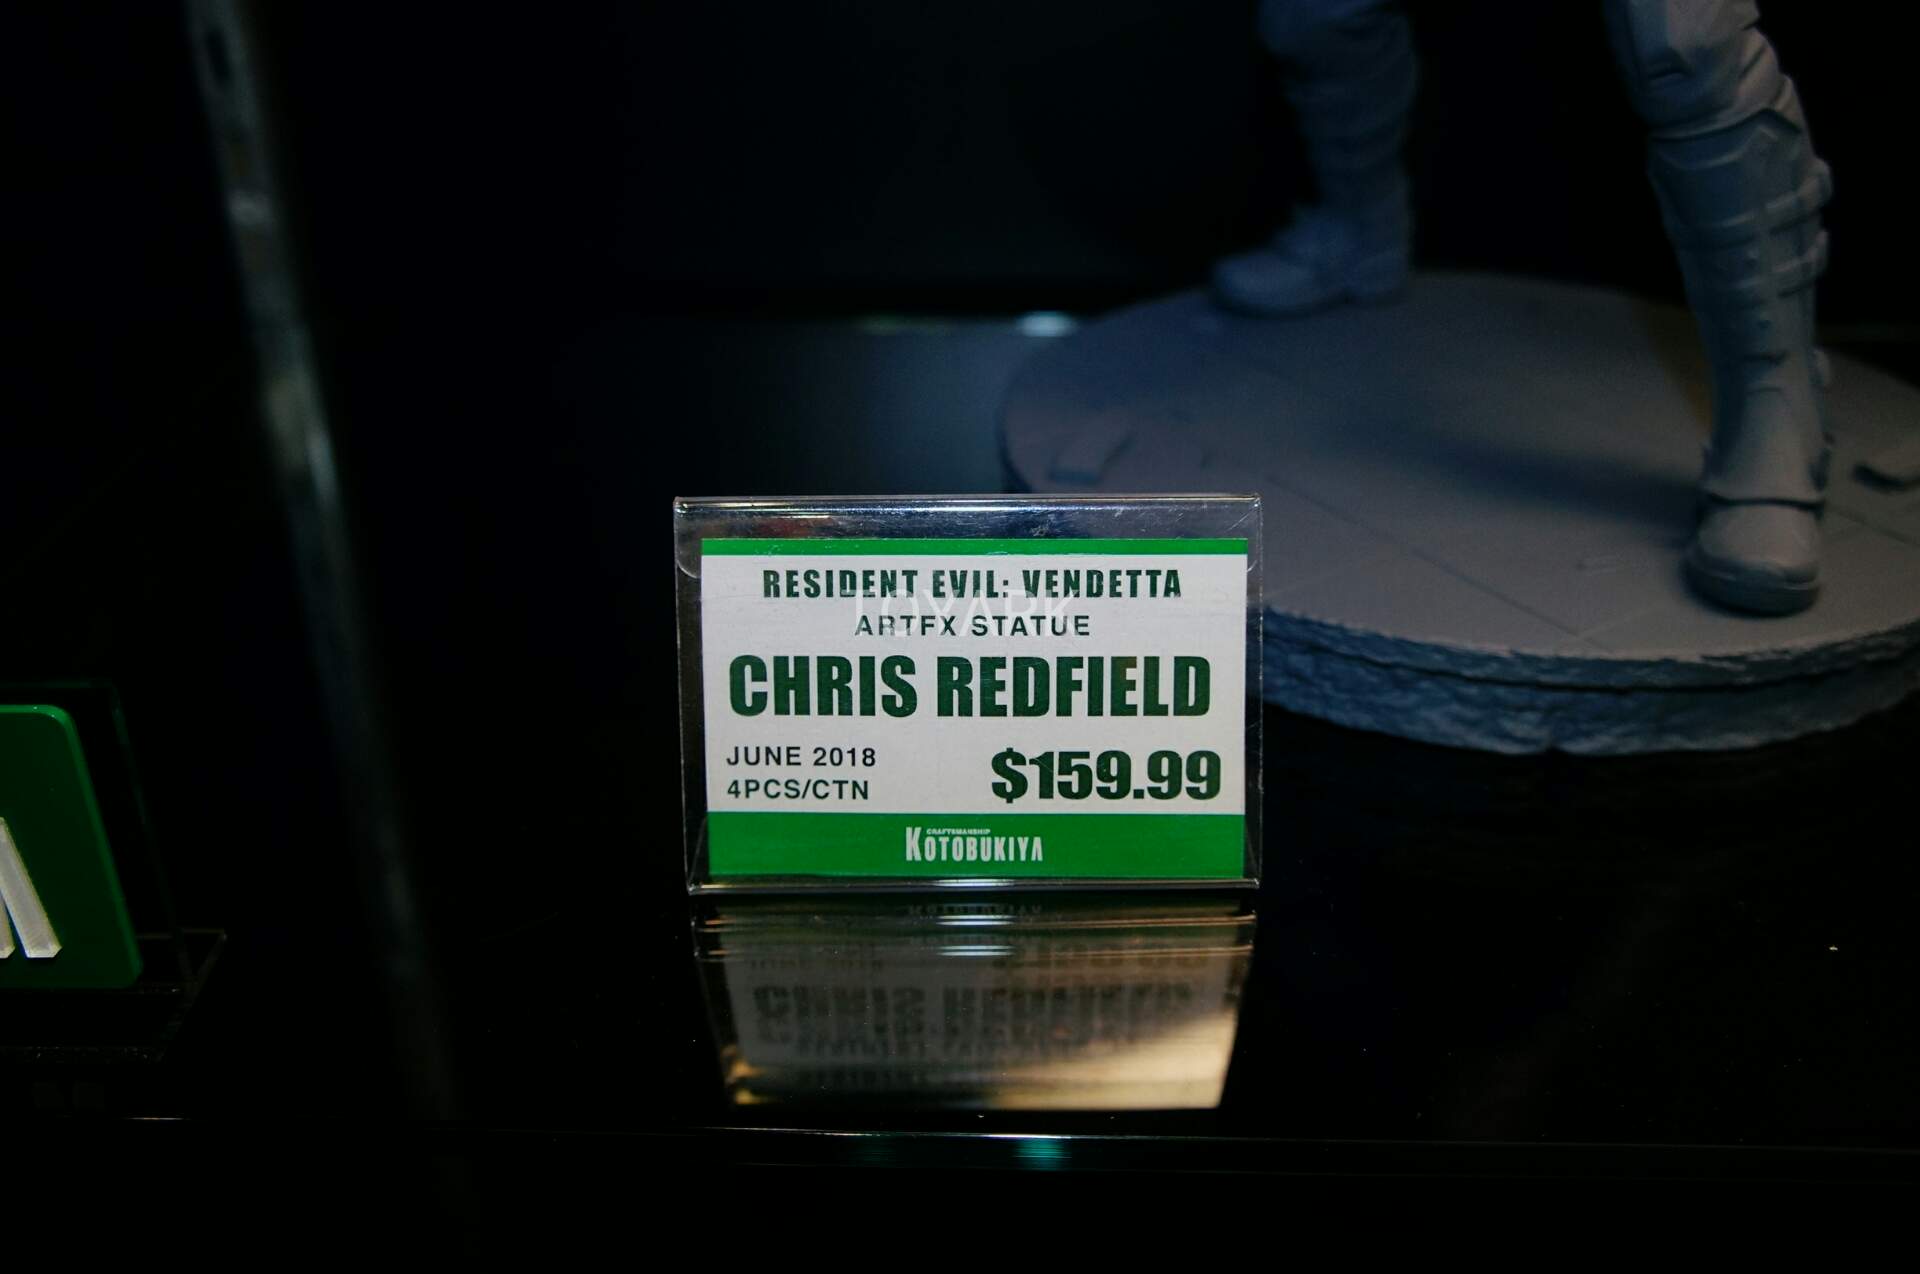 RESIDENT EVIL: VENDETTA
TOYARK
ARTFX STATUE
CHRIS REDFIELD
JUNE 2018
$159.99
4PCS/CTN
CRAFTSMANSHIP
KOTOBUKIYA